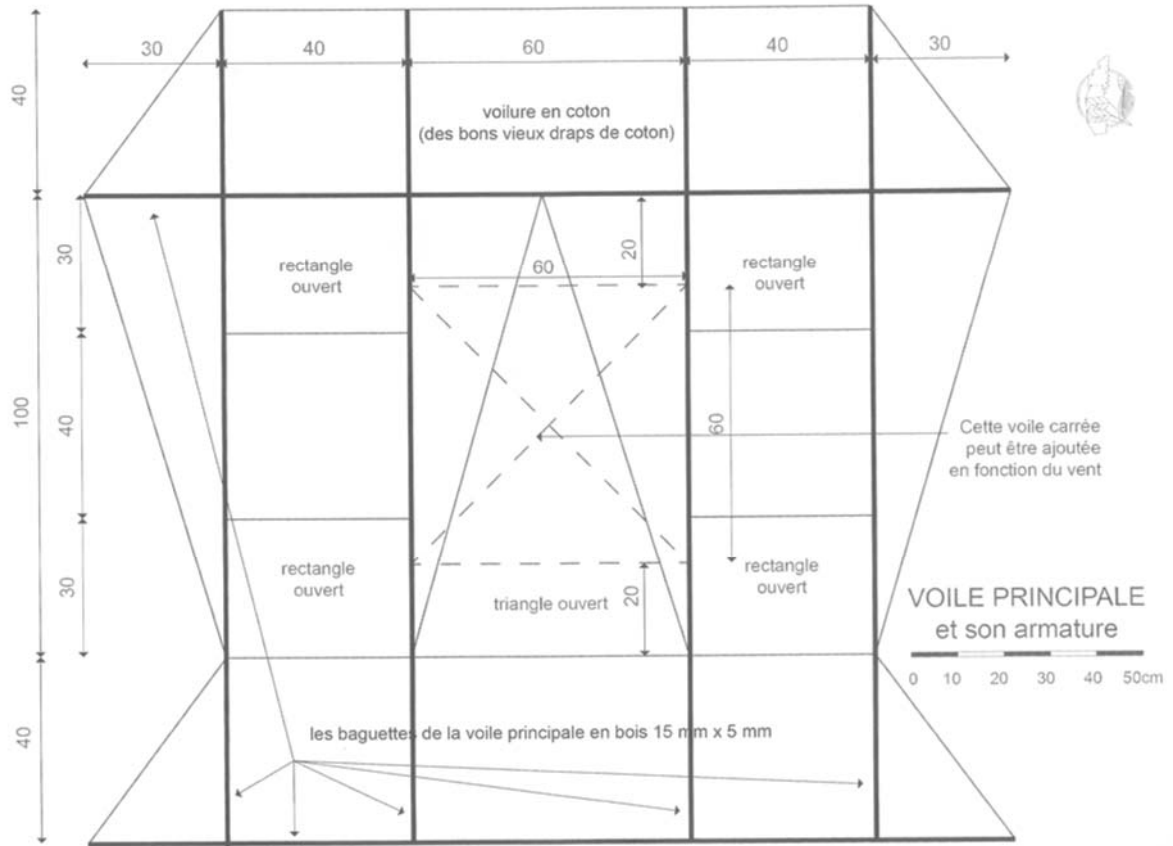 30
40
60
40
30
40
voilure en coton
(des bons vieux draps de coton)
30
rectangle
ouvert
60
20
rectangle
ouvert
100
40
60
Cette voile carrée
peut être ajoutée
en fonction du vent
30
rectangle
ouvert
triangle ouvert
20
rectangle
ouvert
VOILE PRINCIPALE
et son armature
0 10 20 30 40 50cm
40
les baguettes de la voile principale en bois 15 mm x 5 mm